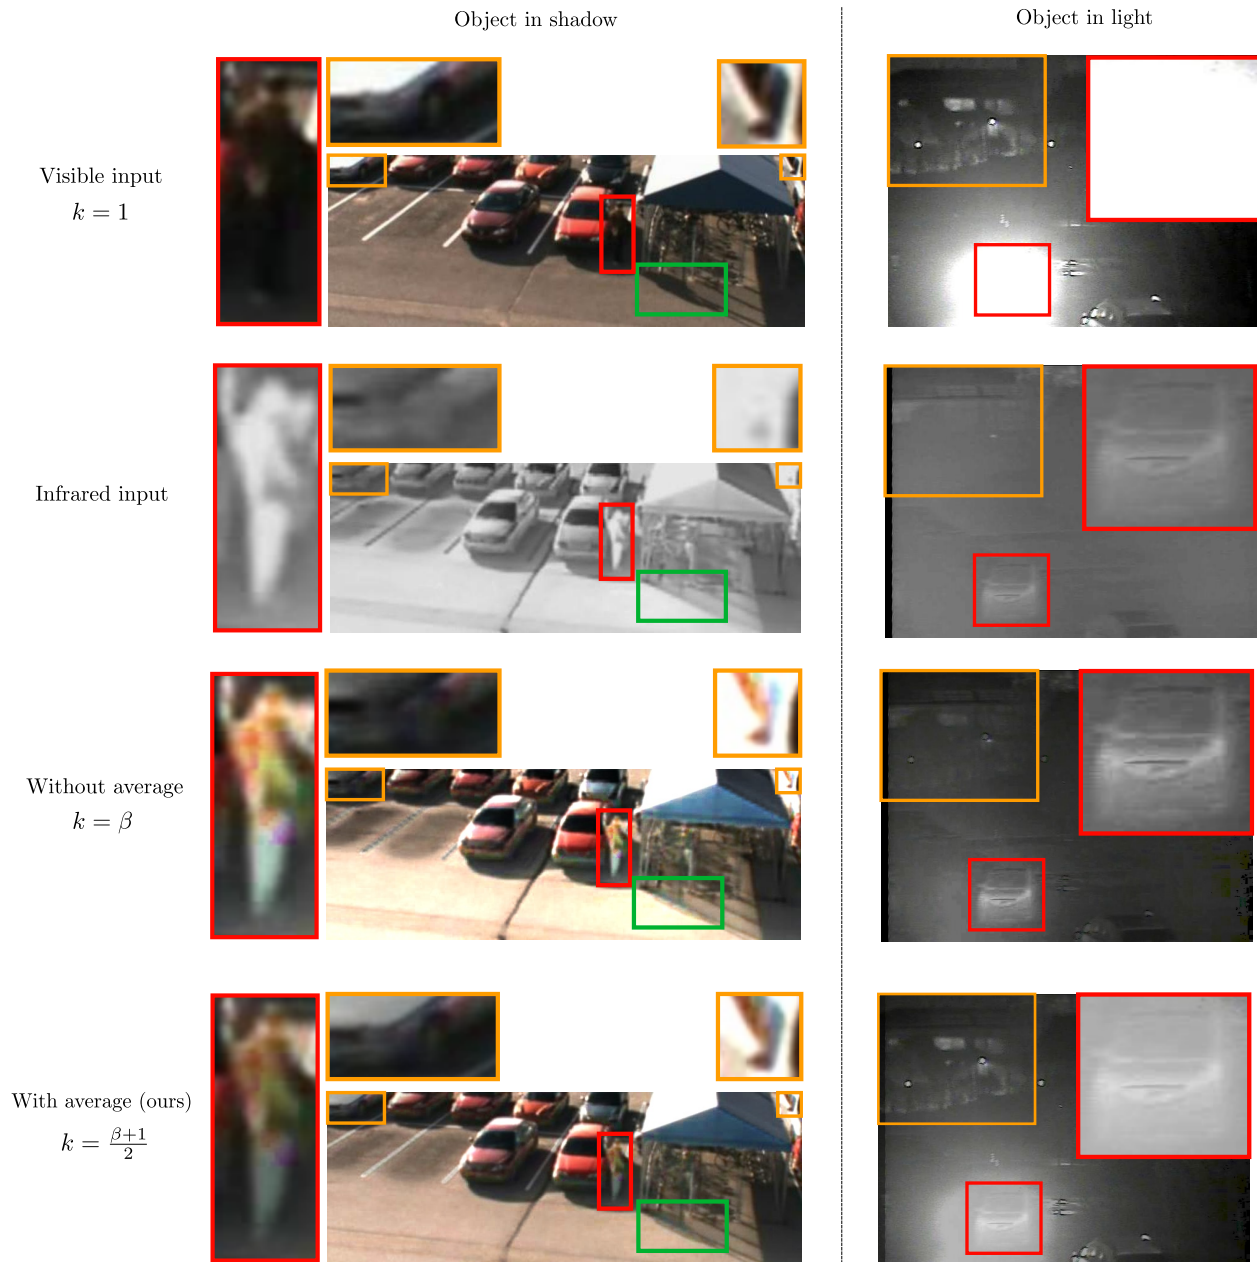 Object in shadow
Object in light
Visible input
k = 1
Infrared input
Without average
k = β
With average (ours)
k = β+1/2